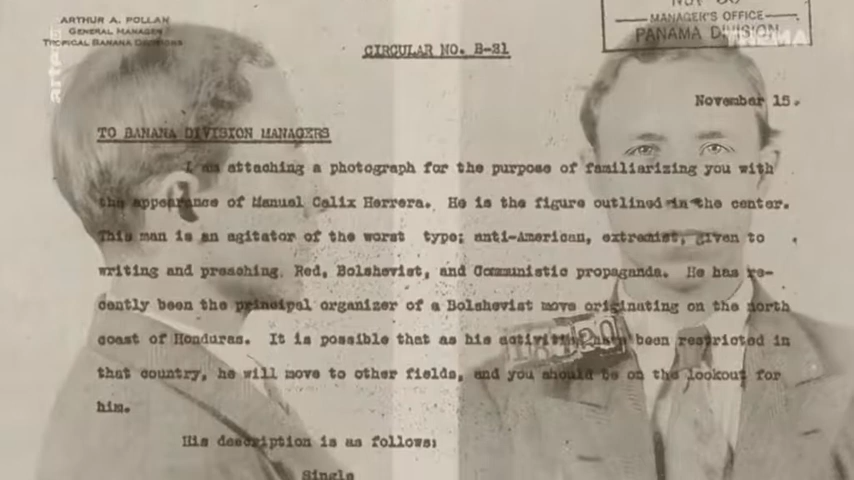 ARTHUR A. POLLAN
GENERAL MANAGER
TROPICAL BANANA DIVISIONS
arte
THEMA
MANAGER'S OFFICE
PANAMA DIVISION
CIRCULAR NO. B-21
November 15.
TO BANANA DIVISION MANAGERS
I am attaching a photograph for the purpose of familiarizing you with
the appearance of Manuel Calix Herrera. He is the figure outlined in the center.
This man is an agitator of the worst type; anti-American, extremist, given to
writing and preaching Red, Bolshevist, and Communistic propaganda. He has re-
cently been the principal organizer of a Bolshevist move originating on the north
coast of Honduras. It is possible that as his activities have been restricted in
that country, he will move to other fields, and you should be on the lookout for
him.
His description is as follows:
Single